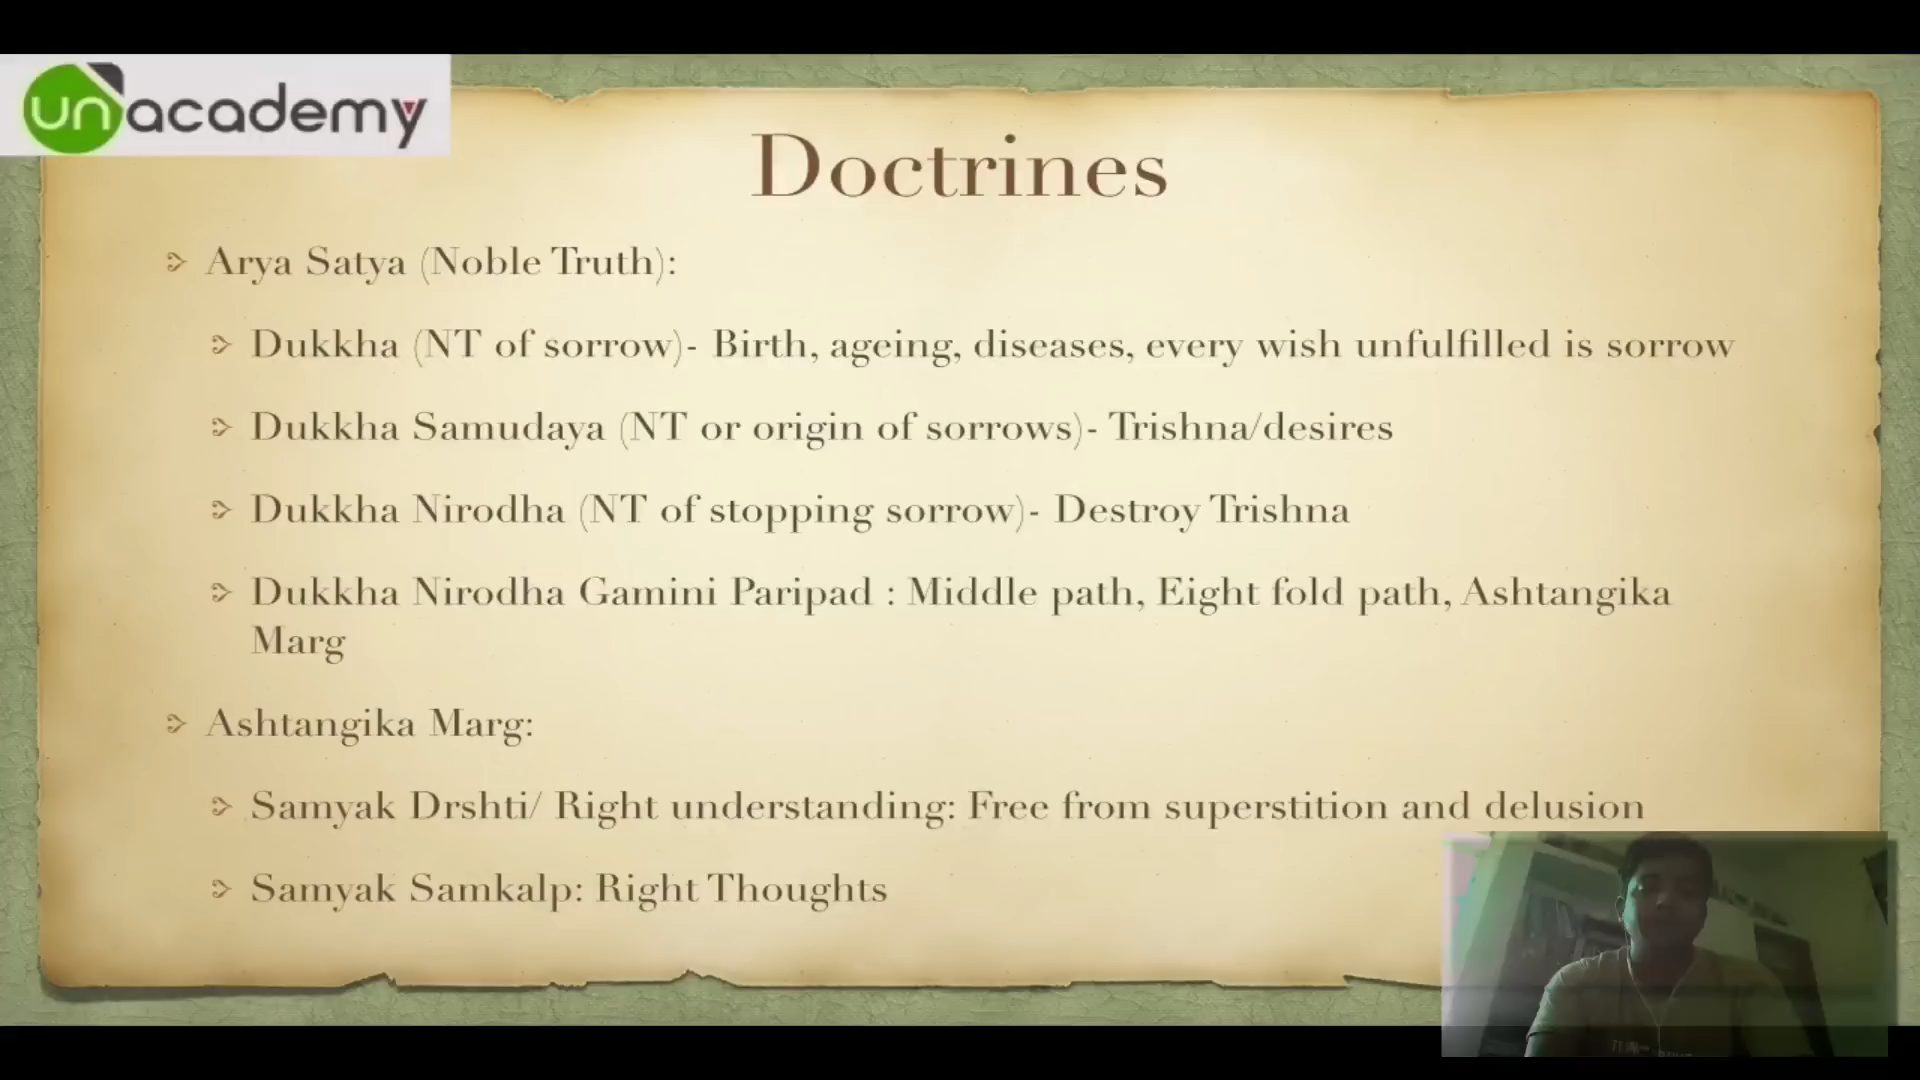 unacademy
Doctrines
Arya Satya (Noble Truth):
Dukkha (NT of sorrow)- Birth, ageing, diseases, every wish unfulfilled is sorrow
Dukkha Samudaya (NT or origin of sorrows)- Trishna/desires
Dukkha Nirodha (NT of stopping sorrow)- Destroy Trishna
Dukkha Nirodha Gamini Paripad : Middle path, Eight fold path, Ashtangika
Marg
Ashtangika Marg:
Samyak Drshti/ Right understanding: Free from superstition and delusion
Samyak Samkalp: Right Thoughts